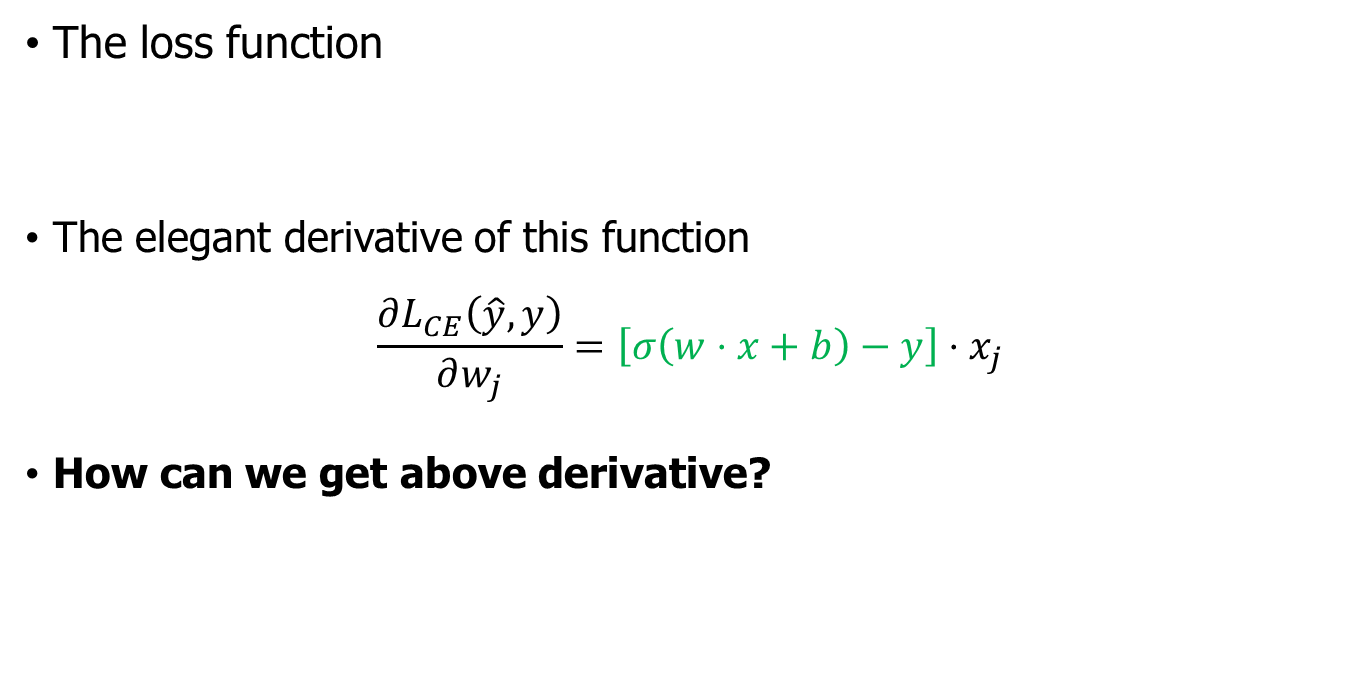 • The loss function
• The elegant derivative of this function
∂L_CE(ŷ, y) / ∂w_j = [σ(w · x + b) − y] · x_j
• How can we get above derivative?